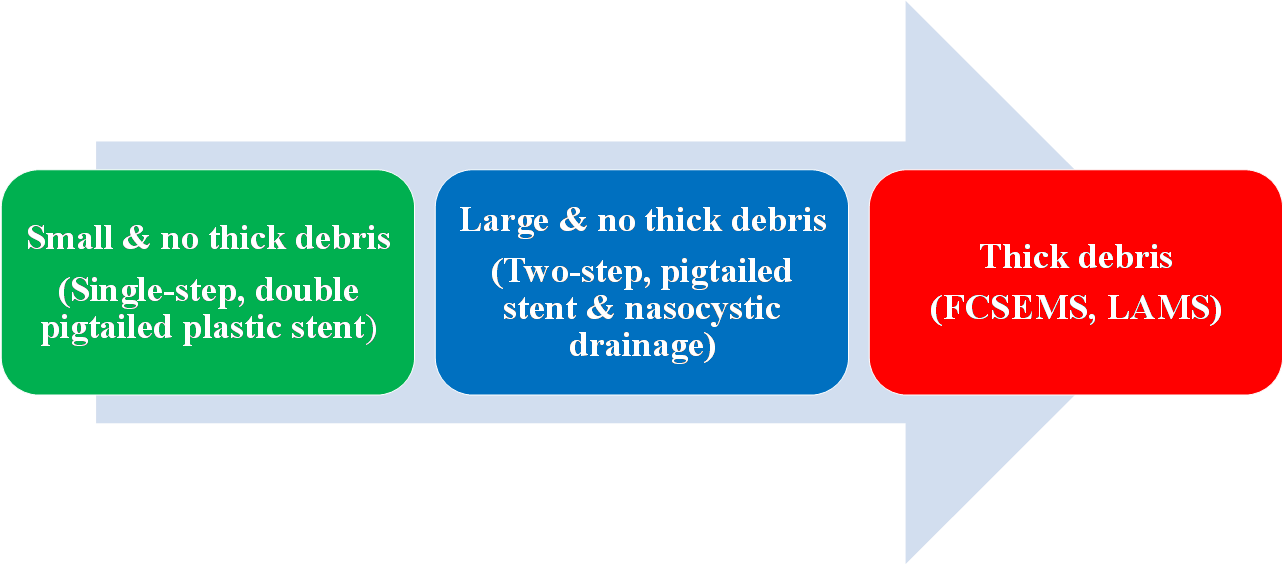 Small & no thick debris
(Single-step, double
pigtailed plastic stent)
Large & no thick debris
(Two-step, pigtailed
stent & nasocystic
drainage)
Thick debris
(FCSEMS, LAMS)